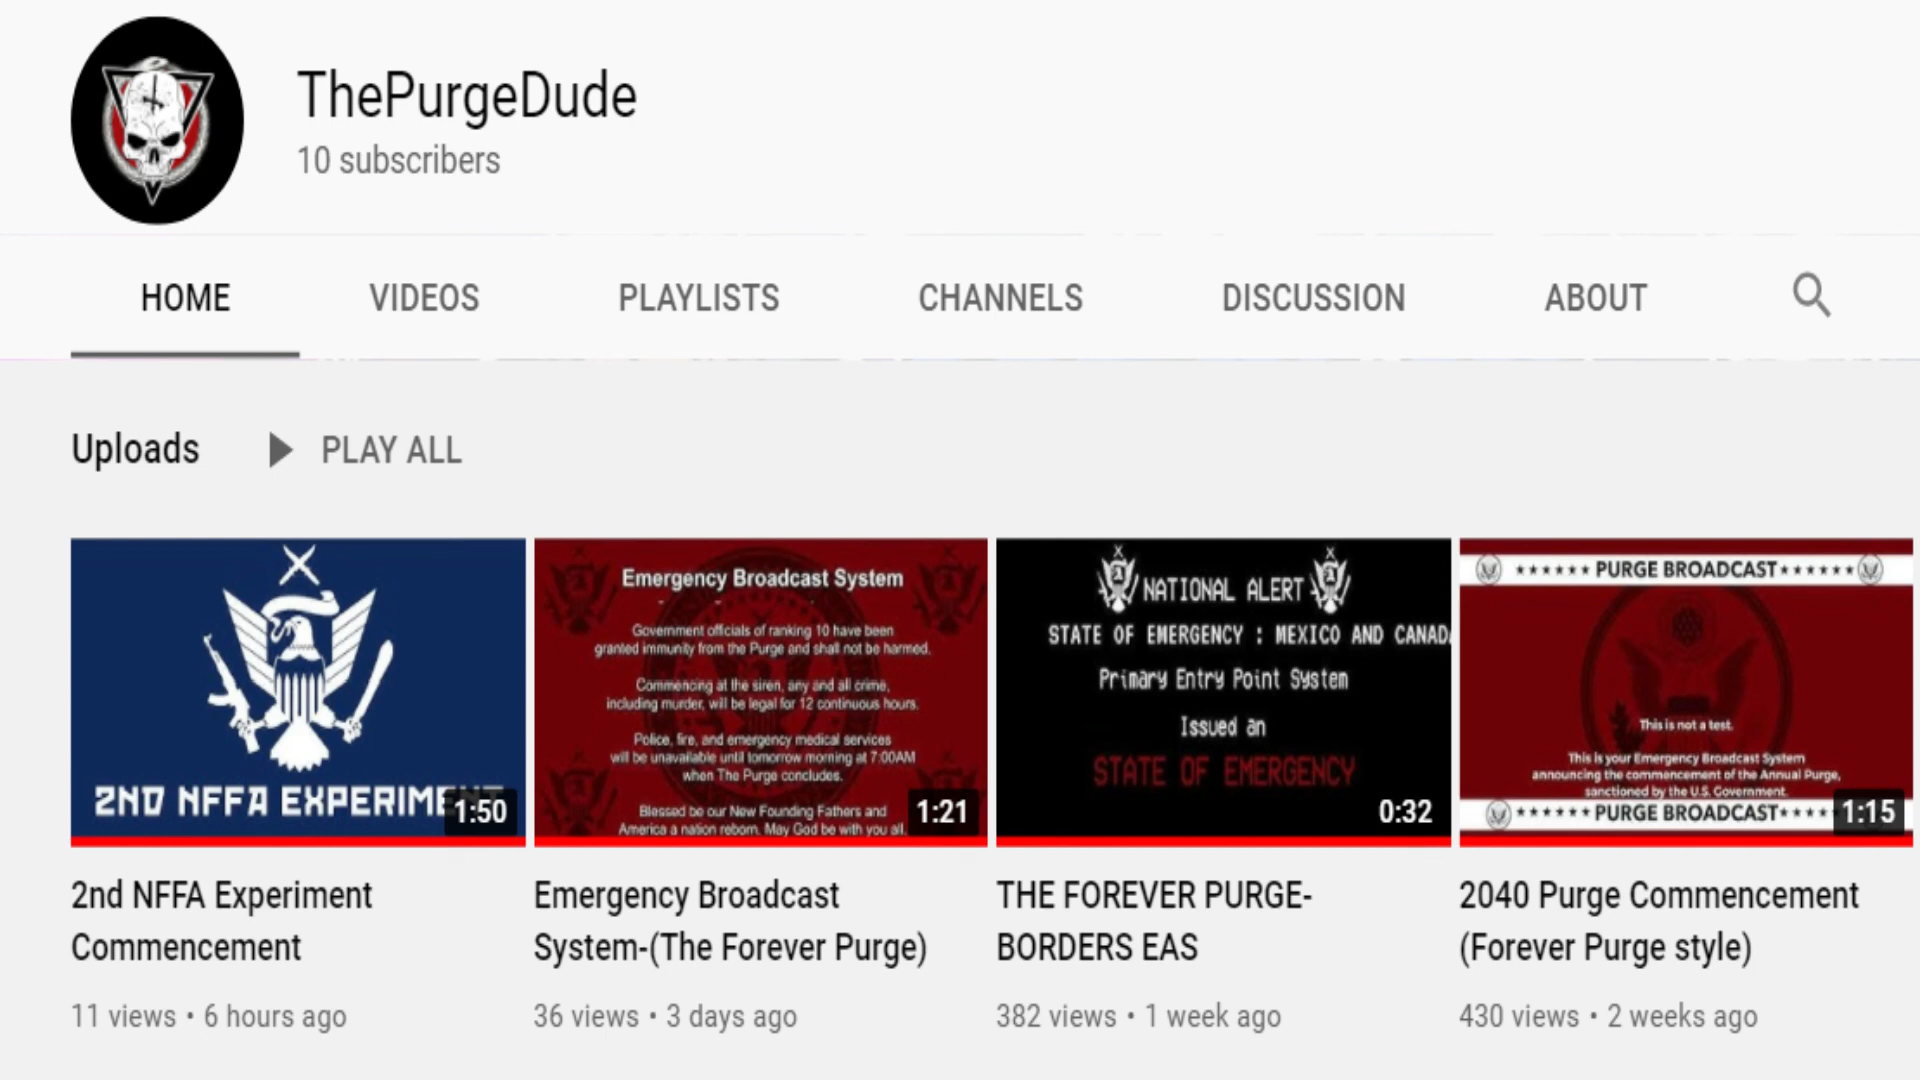 ThePurgeDude
10 subscribers
HOME VIDEOS PLAYLISTS CHANNELS DISCUSSION ABOUT
Uploads PLAY ALL
2ND NFFA EXPERIME
1:50
Emergency Broadcast System
Government officials of ranking 10 have been
granted immunity from the Purge and shall not be harmed.
Commencing at the siren, any and all crime,
including murder, will be legal for 12 continuous hours.
Police, fire, and emergency medical services
will be unavailable until tomorrow morning at 7:00AM
when The Purge concludes.
Blessed be our New Founding Fathers and
America a nation reborn. May God be with you all.
1:21
NATIONAL ALERT
STATE OF EMERGENCY : MEXICO AND CANADA
Primary Entry Point System
Issued an
STATE OF EMERGENCY
0:32
****** PURGE BROADCAST******
This is not a test.
This is your Emergency Broadcast System
announcing the commencement of the Annual Purge,
sanctioned by the U.S. Government.
****** PURGE BROADCAST****
1:15
2nd NFFA Experiment
Commencement
11 views • 6 hours ago
Emergency Broadcast
System-(The Forever Purge)
36 views • 3 days ago
THE FOREVER PURGE-
BORDERS EAS
382 views • 1 week ago
2040 Purge Commencement
(Forever Purge style)
430 views • 2 weeks ago